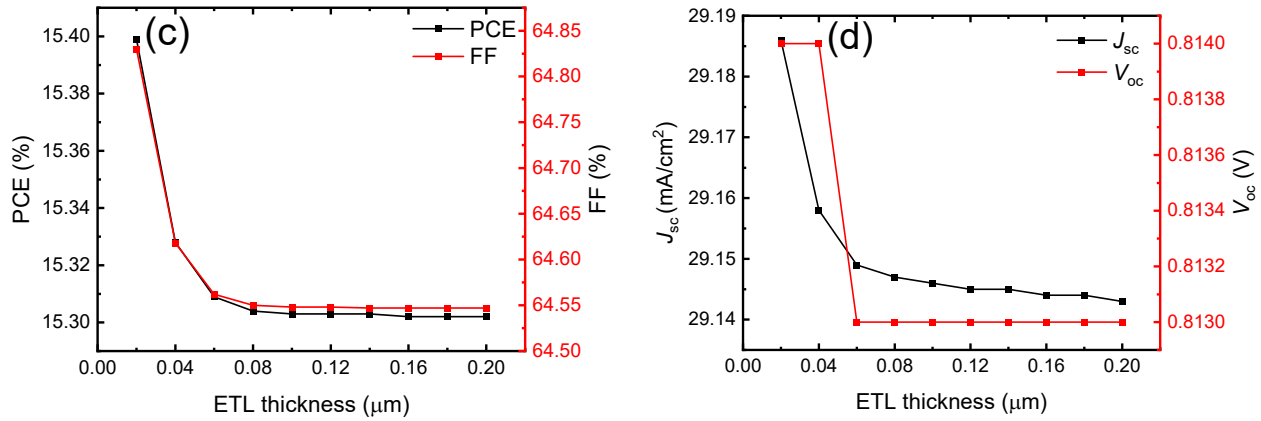 (c)
PCE
FF
15.40
15.38
15.36
15.34
15.32
15.30
PCE (%)
64.85
64.80
64.75
64.70
64.65
64.60
64.55
64.50
FF (%)
0.00 0.04 0.08 0.12 0.16 0.20
ETL thickness (μm)
(d)
Jsc
Voc
29.19
29.18
29.17
29.16
29.15
29.14
Jsc (mA/cm²)
0.8140
0.8138
0.8136
0.8134
0.8132
0.8130
Voc (V)
0.00 0.04 0.08 0.12 0.16 0.20
ETL thickness (μm)